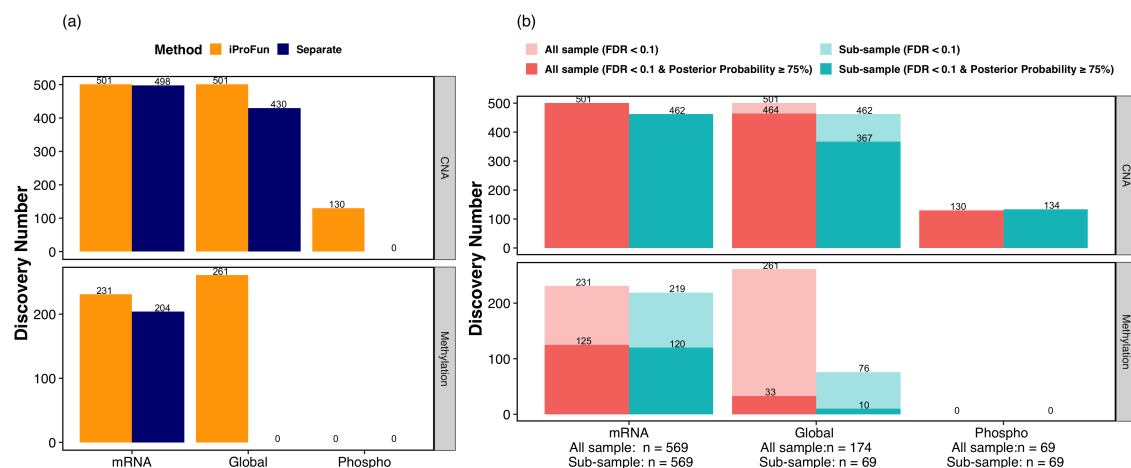 (a)
Method iProFun Separate
Discovery Number
500
400
300
200
100
0
501
498
501
430
130
0
CNA
200
100
0
231
204
261
0
0
0
Methylation
mRNA
Global
Phospho
(b)
All sample (FDR < 0.1)
Sub-sample (FDR < 0.1)
All sample (FDR < 0.1 & Posterior Probability ≥ 75%)
Sub-sample (FDR < 0.1 & Posterior Probability ≥ 75%)
Discovery Number
500
400
300
200
100
0
501
462
501
464
462
367
130
134
CNA
200
100
0
231
125
219
120
261
33
76
10
0
0
Methylation
mRNA
All sample: n = 569
Sub-sample: n = 569
Global
All sample:n = 174
Sub-sample: n = 69
Phospho
All sample:n = 69
Sub-sample: n = 69